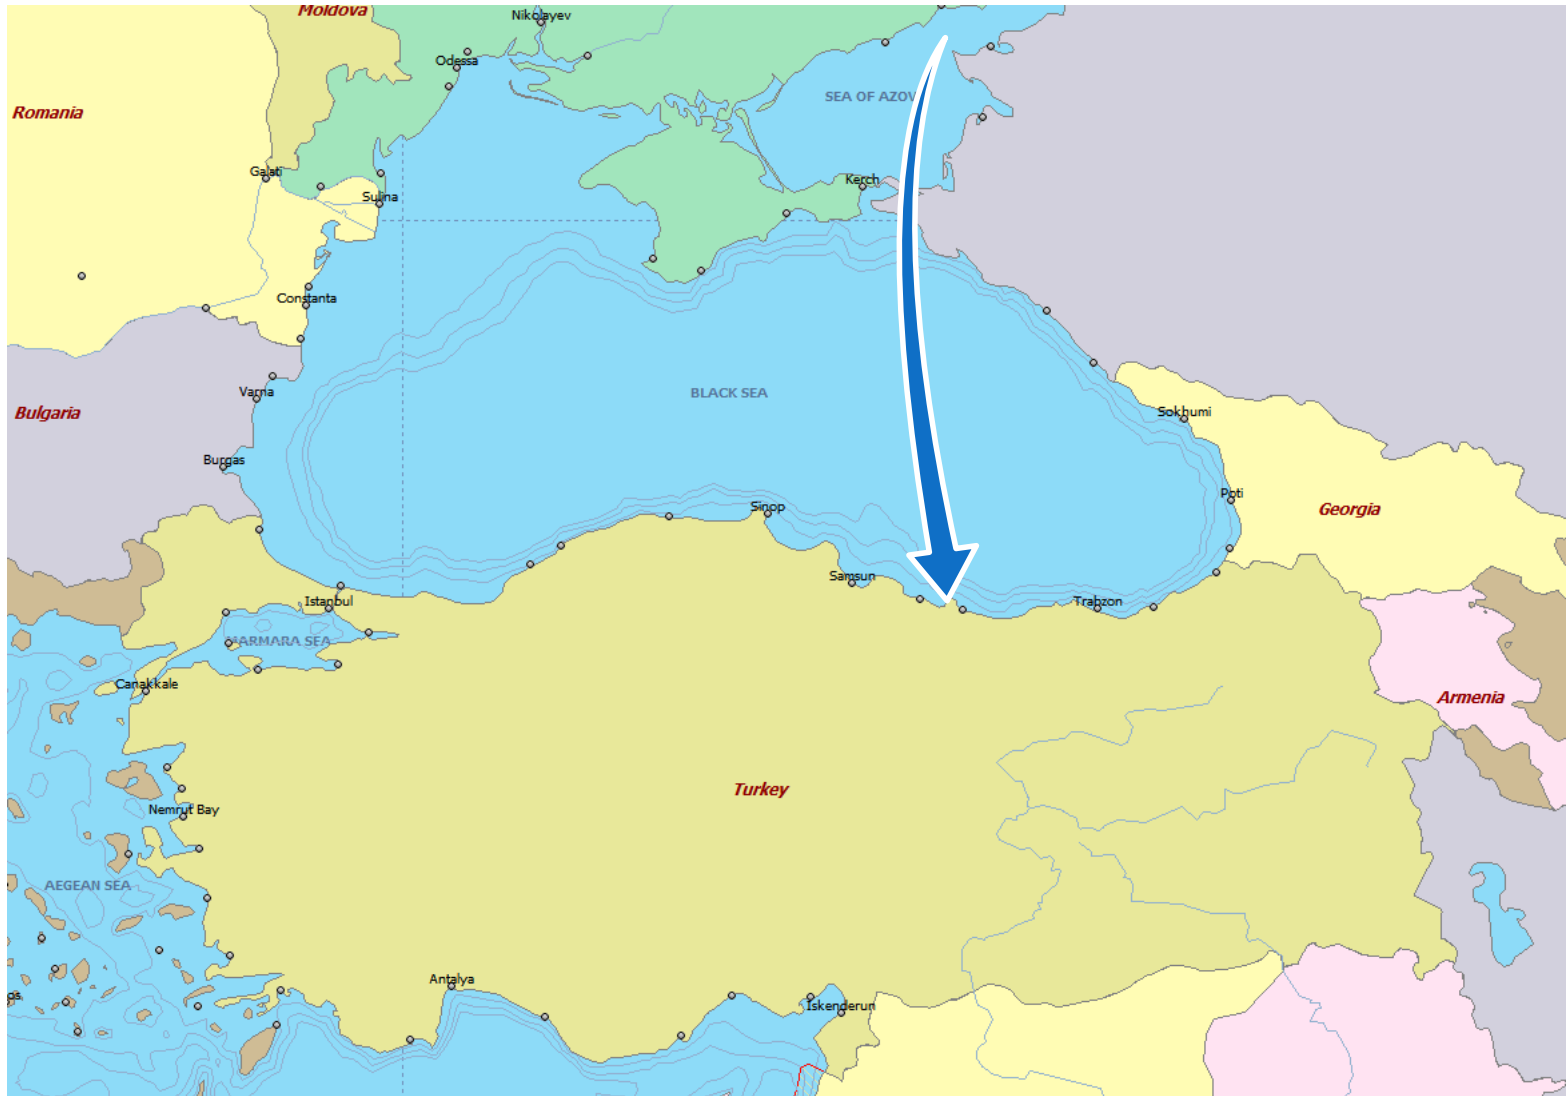 Moldova
Nikolayev
Odessa
SEA OF AZOV
Romania
Galati
Kerch
Sulina
Constanta
BLACK SEA
Varna
Bulgaria
Sokhumi
Burgas
Poti
Sinop
Georgia
Samsun
Istanbul
Trabzon
MARMARA SEA
Canakkale
Armenia
Turkey
Nemrut Bay
AEGEAN SEA
Antalya
os
Iskenderun